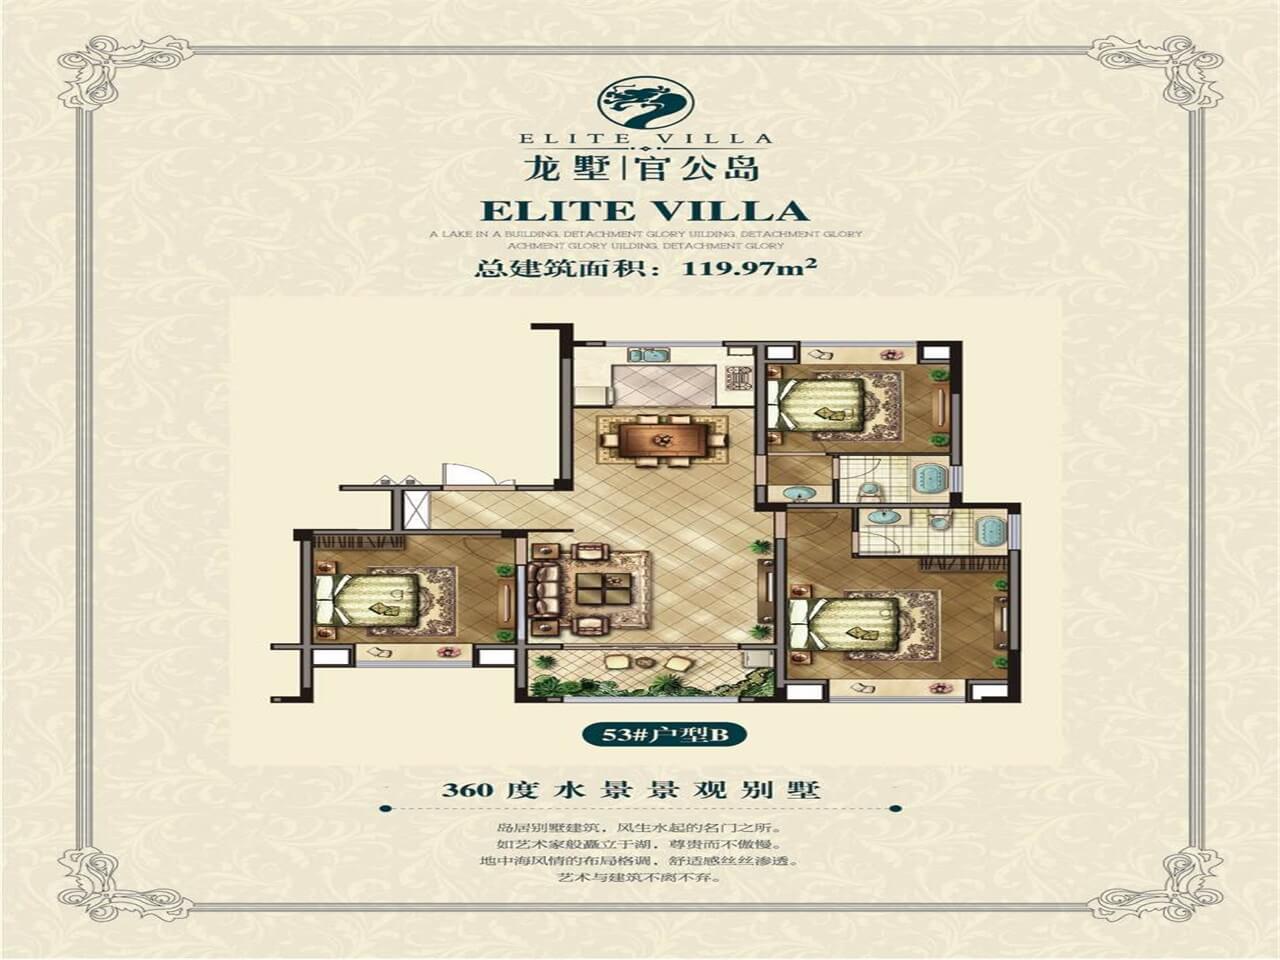 ELITE VILLA
龙墅|官公岛
ELITE VILLA
A LAKE IN A BUILDING, DETACHMENT GLORY UILDING, DETACHMENT GLORY
ACHMENT GLORY UILDING, DETACHMENT GLORY
总建筑面积：119.97m²
53#户型B
360度水景景观别墅
岛居别墅建筑，风生水起的名门之所。
如艺术家般矗立于湖，尊贵而不傲慢。
地中海风情的布局格调，舒适感丝丝渗透。
艺术与建筑不离不弃。